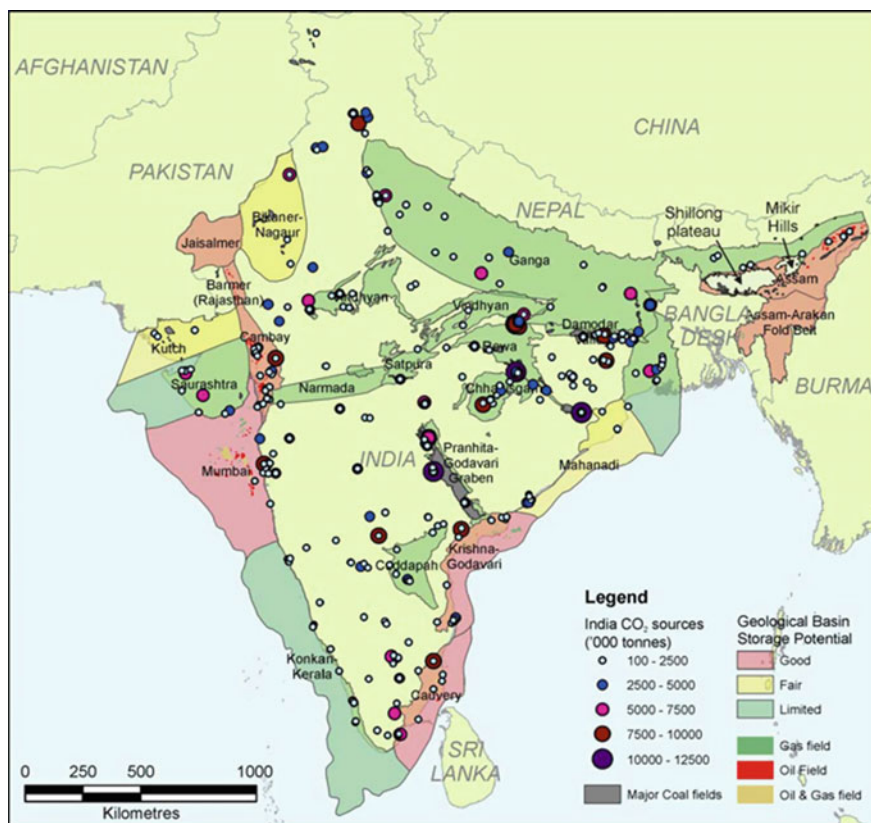 AFGHANISTAN
CHINA
PAKISTAN
NEPAL
Shillong
plateau
Mikir
Hills
Bikaner-
Nagaur
Jaisalmer
Ganga
Assam
Barmer
(Rajasthan)
Vindhyan
Vindhyan
BANGLA
DESH
Assam-Arakan
Fold Belt
Damodar
Kutch
Cambay
Rewa
Satpura
BURMA
Saurashtra
Narmada
Chhattisgarh
Pranhita-
Godavari
Graben
INDIA
Mahanadi
Mumbai
Krishna-
Godavari
Cuddapah
Konkan-
Kerala
Cauvery
SRI
LANKA
Legend
India CO₂ sources
('000 tonnes)
100 - 2500
2500 - 5000
5000 - 7500
7500 - 10000
10000 - 12500
Major Coal fields
Geological Basin
Storage Potential
Good
Fair
Limited
Gas field
Oil Field
Oil & Gas field
0 250 500 1000
Kilometres